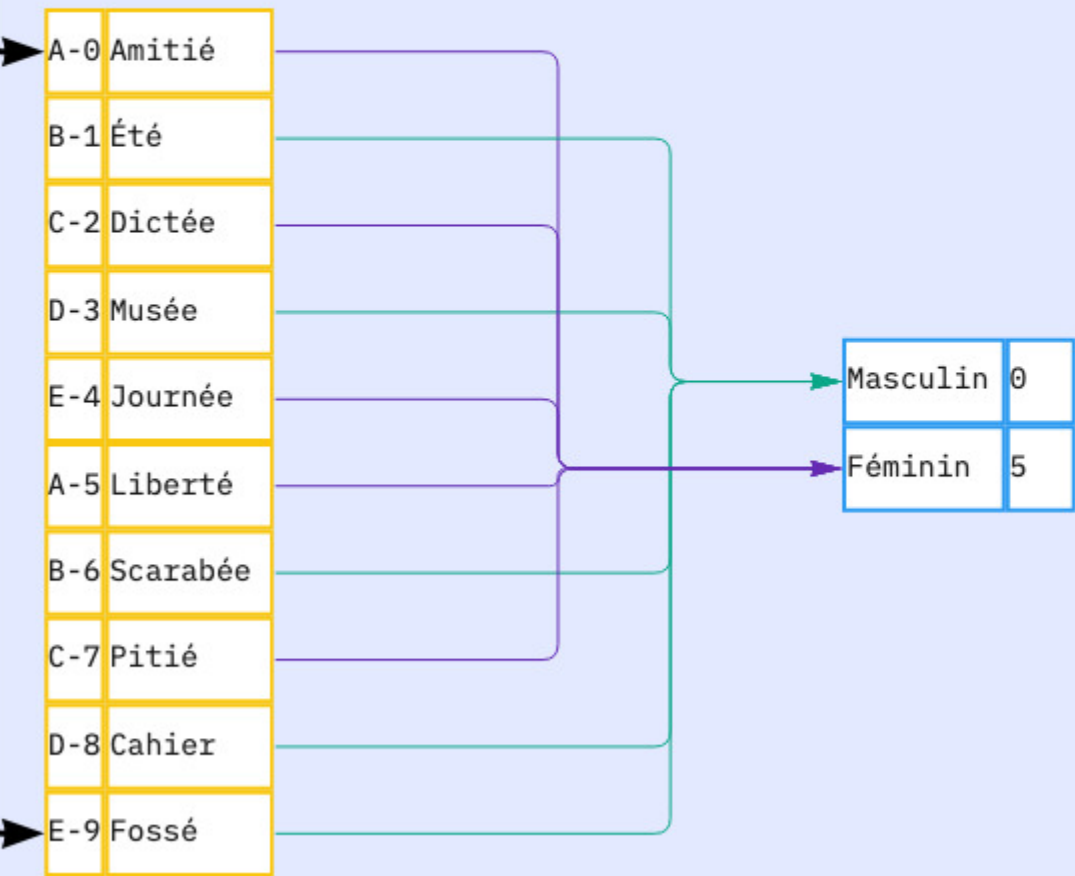 A-0 Amitié
B-1 Été
C-2 Dictée
D-3 Musée
E-4 Journée
A-5 Liberté
B-6 Scarabée
C-7 Pitié
D-8 Cahier
E-9 Fossé
Masculin 0
Féminin 5